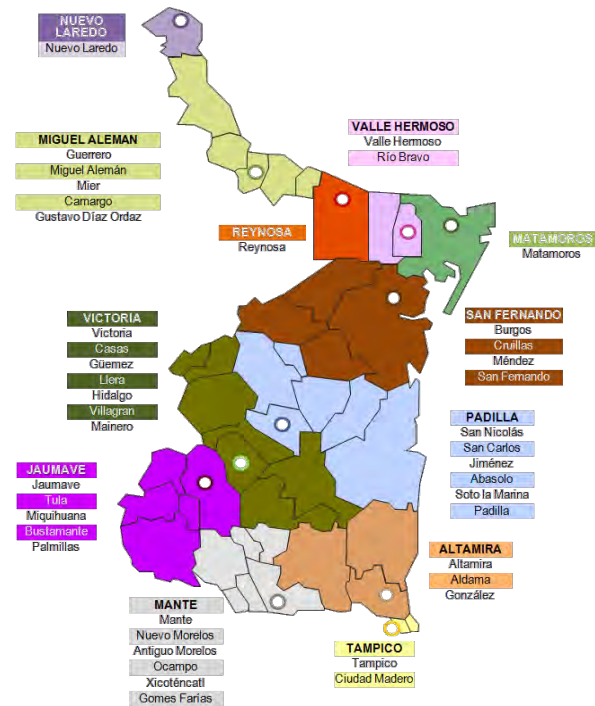 NUEVO
LAREDO
Nuevo Laredo
MIGUEL ALEMAN
Guerrero
Miguel Alemán
Mier
Camargo
Gustavo Díaz Ordaz
VALLE HERMOSO
Valle Hermoso
Río Bravo
REYNOSA
Reynosa
MATAMOROS
Matamoros
VICTORIA
Victoria
Casas
Güemez
Llera
Hidalgo
Villagran
Mainero
SAN FERNANDO
Burgos
Cruillas
Méndez
San Fernando
PADILLA
San Nicolás
San Carlos
Jiménez
Abasolo
Soto la Marina
Padilla
JAUMAVE
Jaumave
Tula
Miquihuana
Bustamante
Palmillas
ALTAMIRA
Altamira
Aldama
González
MANTE
Mante
Nuevo Morelos
Antiguo Morelos
Ocampo
Xicoténcatl
Gomes Farías
TAMPICO
Tampico
Ciudad Madero